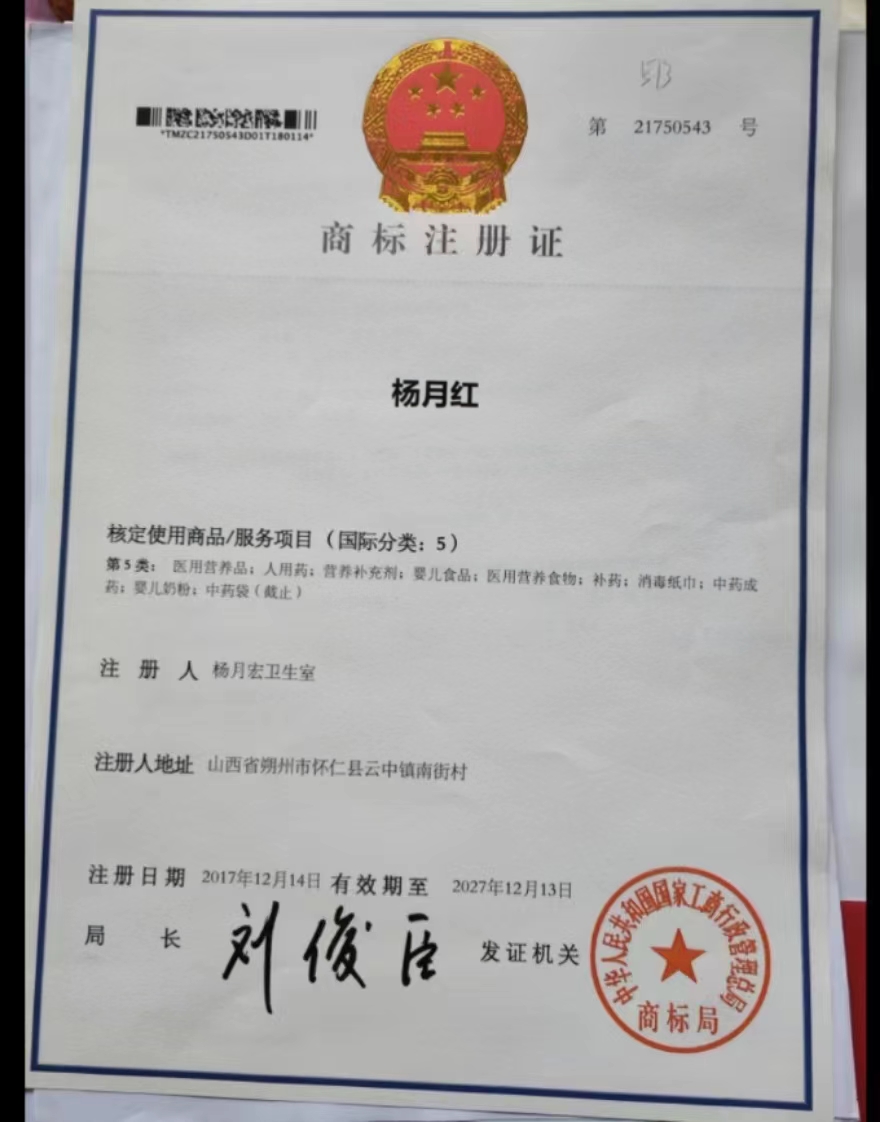 第 21750543 号
*TMZC21750543D01T180114*
商标注册证
杨月红
核定使用商品/服务项目（国际分类：5）
第5类：医用营养品；人用药；营养补充剂；婴儿食品；医用营养食物；补药；消毒纸巾；中药成
药；婴儿奶粉；中药袋（截止）
注册人 杨月宏卫生室
注册人地址 山西省朔州市怀仁县云中镇南街村
注册日期 2017年12月14日 有效期至 2027年12月13日
局长 刘俊臣 发证机关
中华人民共和国国家工商行政管理总局
商标局